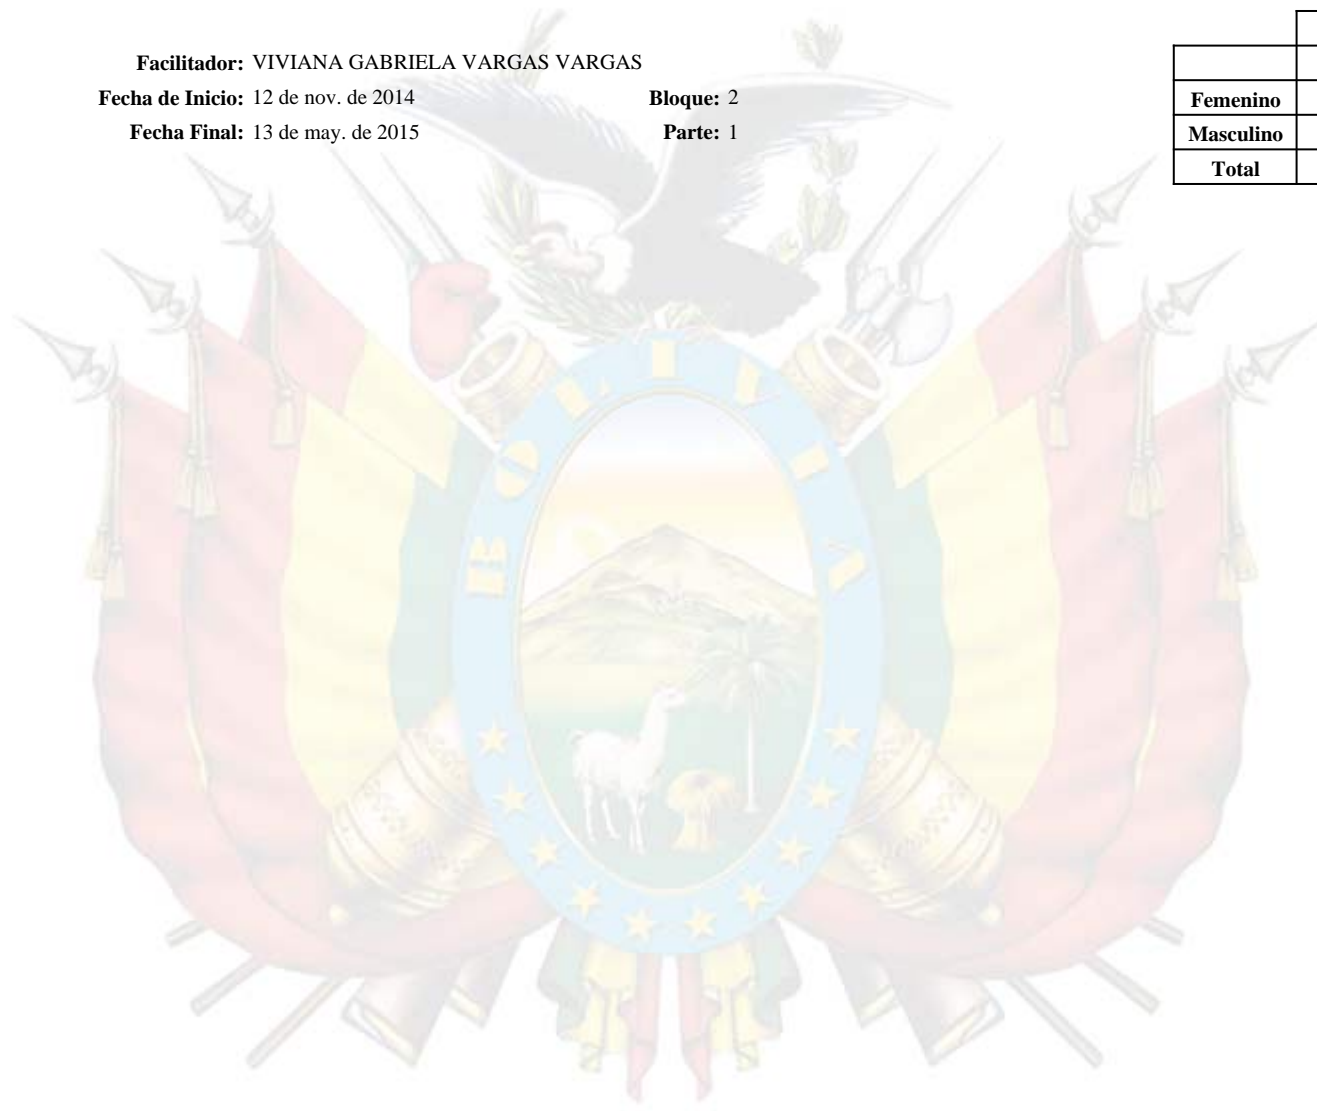 Facilitador: VIVIANA GABRIELA VARGAS VARGAS
Fecha de Inicio: 12 de nov. de 2014 Bloque: 2
Fecha Final: 13 de may. de 2015 Parte: 1
Femenino
Masculino
Total
BOLIVIA